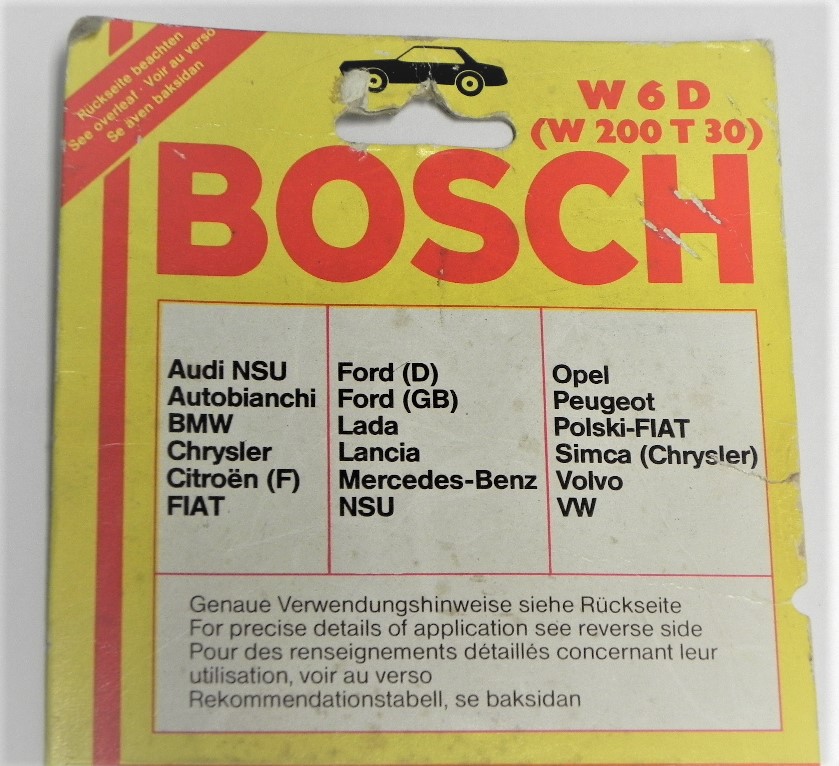 Rückseite beachten
See overleaf · Voir au verso
Se även baksidan
W 6 D
(W 200 T 30)
BOSCH
Audi NSU
Autobianchi
BMW
Chrysler
Citroën (F)
FIAT
Ford (D)
Ford (GB)
Lada
Lancia
Mercedes-Benz
NSU
Opel
Peugeot
Polski-FIAT
Simca (Chrysler)
Volvo
VW
Genaue Verwendungshinweise siehe Rückseite
For precise details of application see reverse side
Pour des renseignements détaillés concernant leur
utilisation, voir au verso
Rekommendationstabell, se baksidan